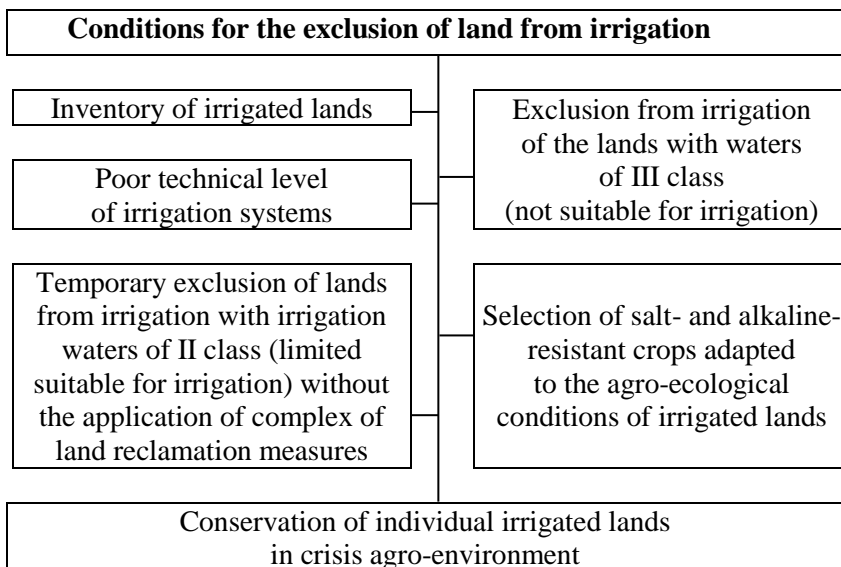 Conditions for the exclusion of land from irrigation
Inventory of irrigated lands
Poor technical level
of irrigation systems
Temporary exclusion of lands
from irrigation with irrigation
waters of II class (limited
suitable for irrigation) without
the application of complex of
land reclamation measures
Exclusion from irrigation
of the lands with waters
of III class
(not suitable for irrigation)
Selection of salt- and alkaline-
resistant crops adapted
to the agro-ecological
conditions of irrigated lands
Conservation of individual irrigated lands
in crisis agro-environment